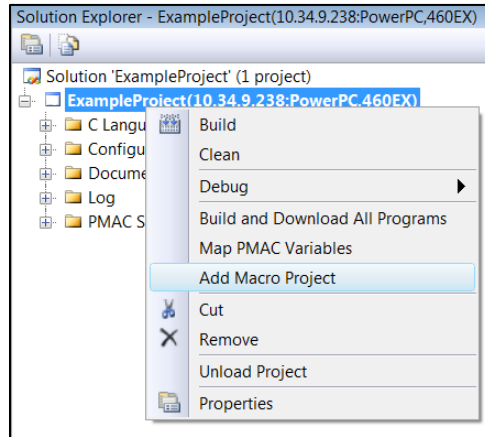 Solution Explorer - ExampleProject(10.34.9.238:PowerPC,460EX)
Solution 'ExampleProject' (1 project)
ExampleProject(10.34.9.238:PowerPC,460EX)
C Langu
Configu
Docume
Log
PMAC S
Build
Clean
Debug
Build and Download All Programs
Map PMAC Variables
Add Macro Project
Cut
Remove
Unload Project
Properties